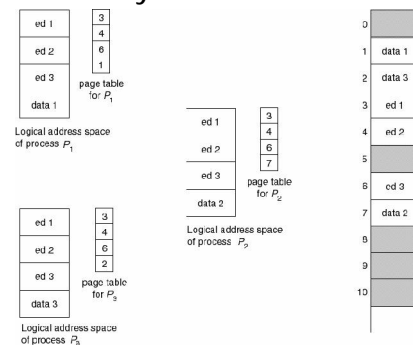 ed 1
ed 2
ed 3
data 1
3
4
6
1
page table
for P1
Logical address space
of process P1
ed 1
ed 2
ed 3
data 2
3
4
6
7
page table
for P2
Logical address space
of process P2
ed 1
ed 2
ed 3
data 3
3
4
6
2
page table
for P3
Logical address space
of process P3
0
1 data 1
2 data 3
3 ed 1
4 ed 2
5
6 ed 3
7 data 2
8
9
10